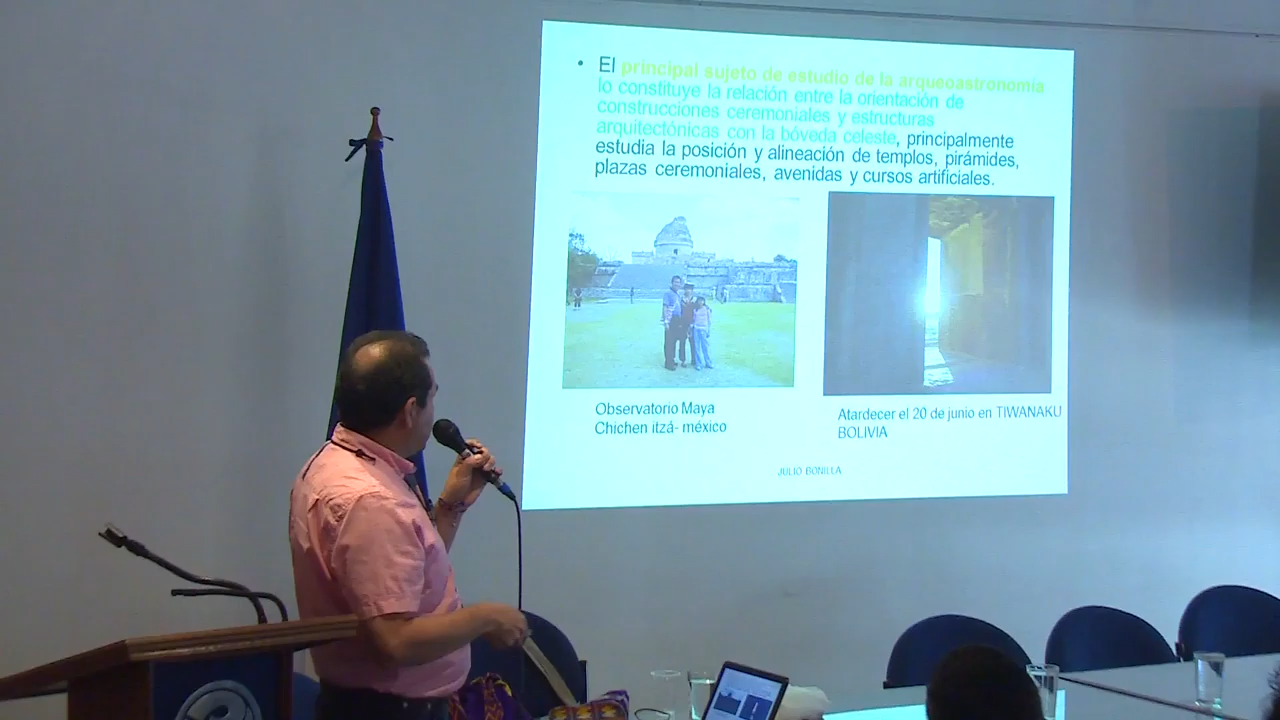 • El principal sujeto de estudio de la arqueoastronomía
lo constituye la relación entre la orientación de
construcciones ceremoniales y estructuras
arquitectónicas con la bóveda celeste, principalmente
estudia la posición y alineación de templos, pirámides,
plazas ceremoniales, avenidas y cursos artificiales.
Observatorio Maya
Chichen itzá- méxico
Atardecer el 20 de junio en TIWANAKU
BOLIVIA
JULIO BONILLA